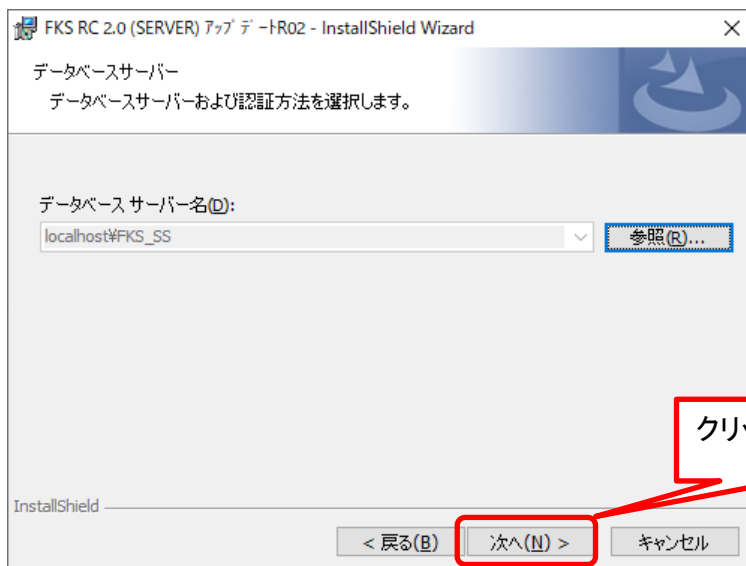 FKS RC 2.0 (SERVER) ｱｯﾌﾟﾃﾞｰﾄR02 - InstallShield Wizard
データベースサーバー
データベースサーバーおよび認証方法を選択します。
データベース サーバー名(D):
localhost¥FKS_SS
参照(R)...
クリッ
InstallShield
< 戻る(B) 次へ(N) > キャンセル